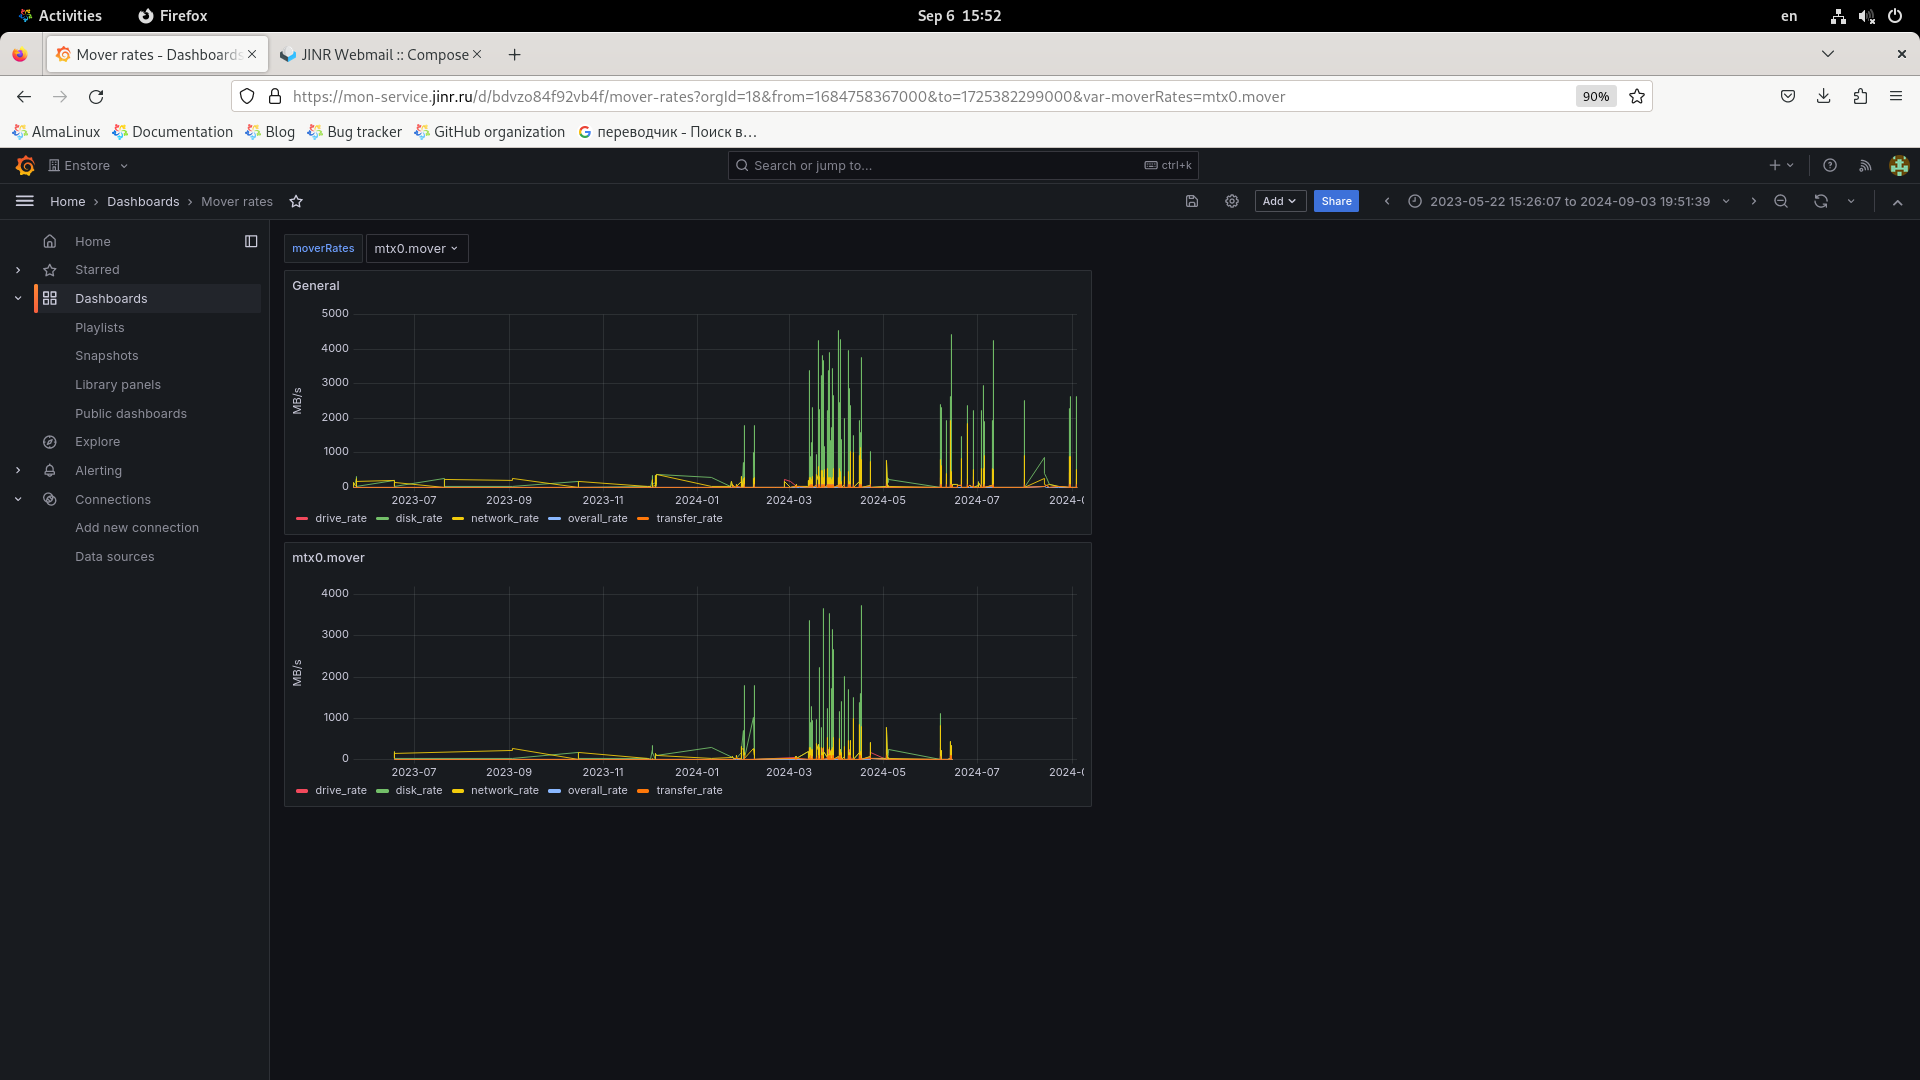 Activities Firefox Sep 6 15:52 en
Mover rates - Dashboards JINR Webmail :: Compose
https://mon-service.jinr.ru/d/bdvzo84f92vb4f/mover-rates?orgId=18&from=1684758367000&to=1725382299000&var-moverRates=mtx0.mover 90%
AlmaLinux Documentation Blog Bug tracker GitHub organization переводчик - Поиск в…
Enstore Search or jump to... ctrl+k
Home › Dashboards › Mover rates Add Share 2023-05-22 15:26:07 to 2024-09-03 19:51:39
Home
Starred
Dashboards
Playlists
Snapshots
Library panels
Public dashboards
Explore
Alerting
Connections
Add new connection
Data sources
moverRates mtx0.mover
General
5000
4000
3000
2000
1000
0
MB/s
2023-07 2023-09 2023-11 2024-01 2024-03 2024-05 2024-07 2024-
drive_rate disk_rate network_rate overall_rate transfer_rate
mtx0.mover
4000
3000
2000
1000
0
MB/s
2023-07 2023-09 2023-11 2024-01 2024-03 2024-05 2024-07 2024-
drive_rate disk_rate network_rate overall_rate transfer_rate